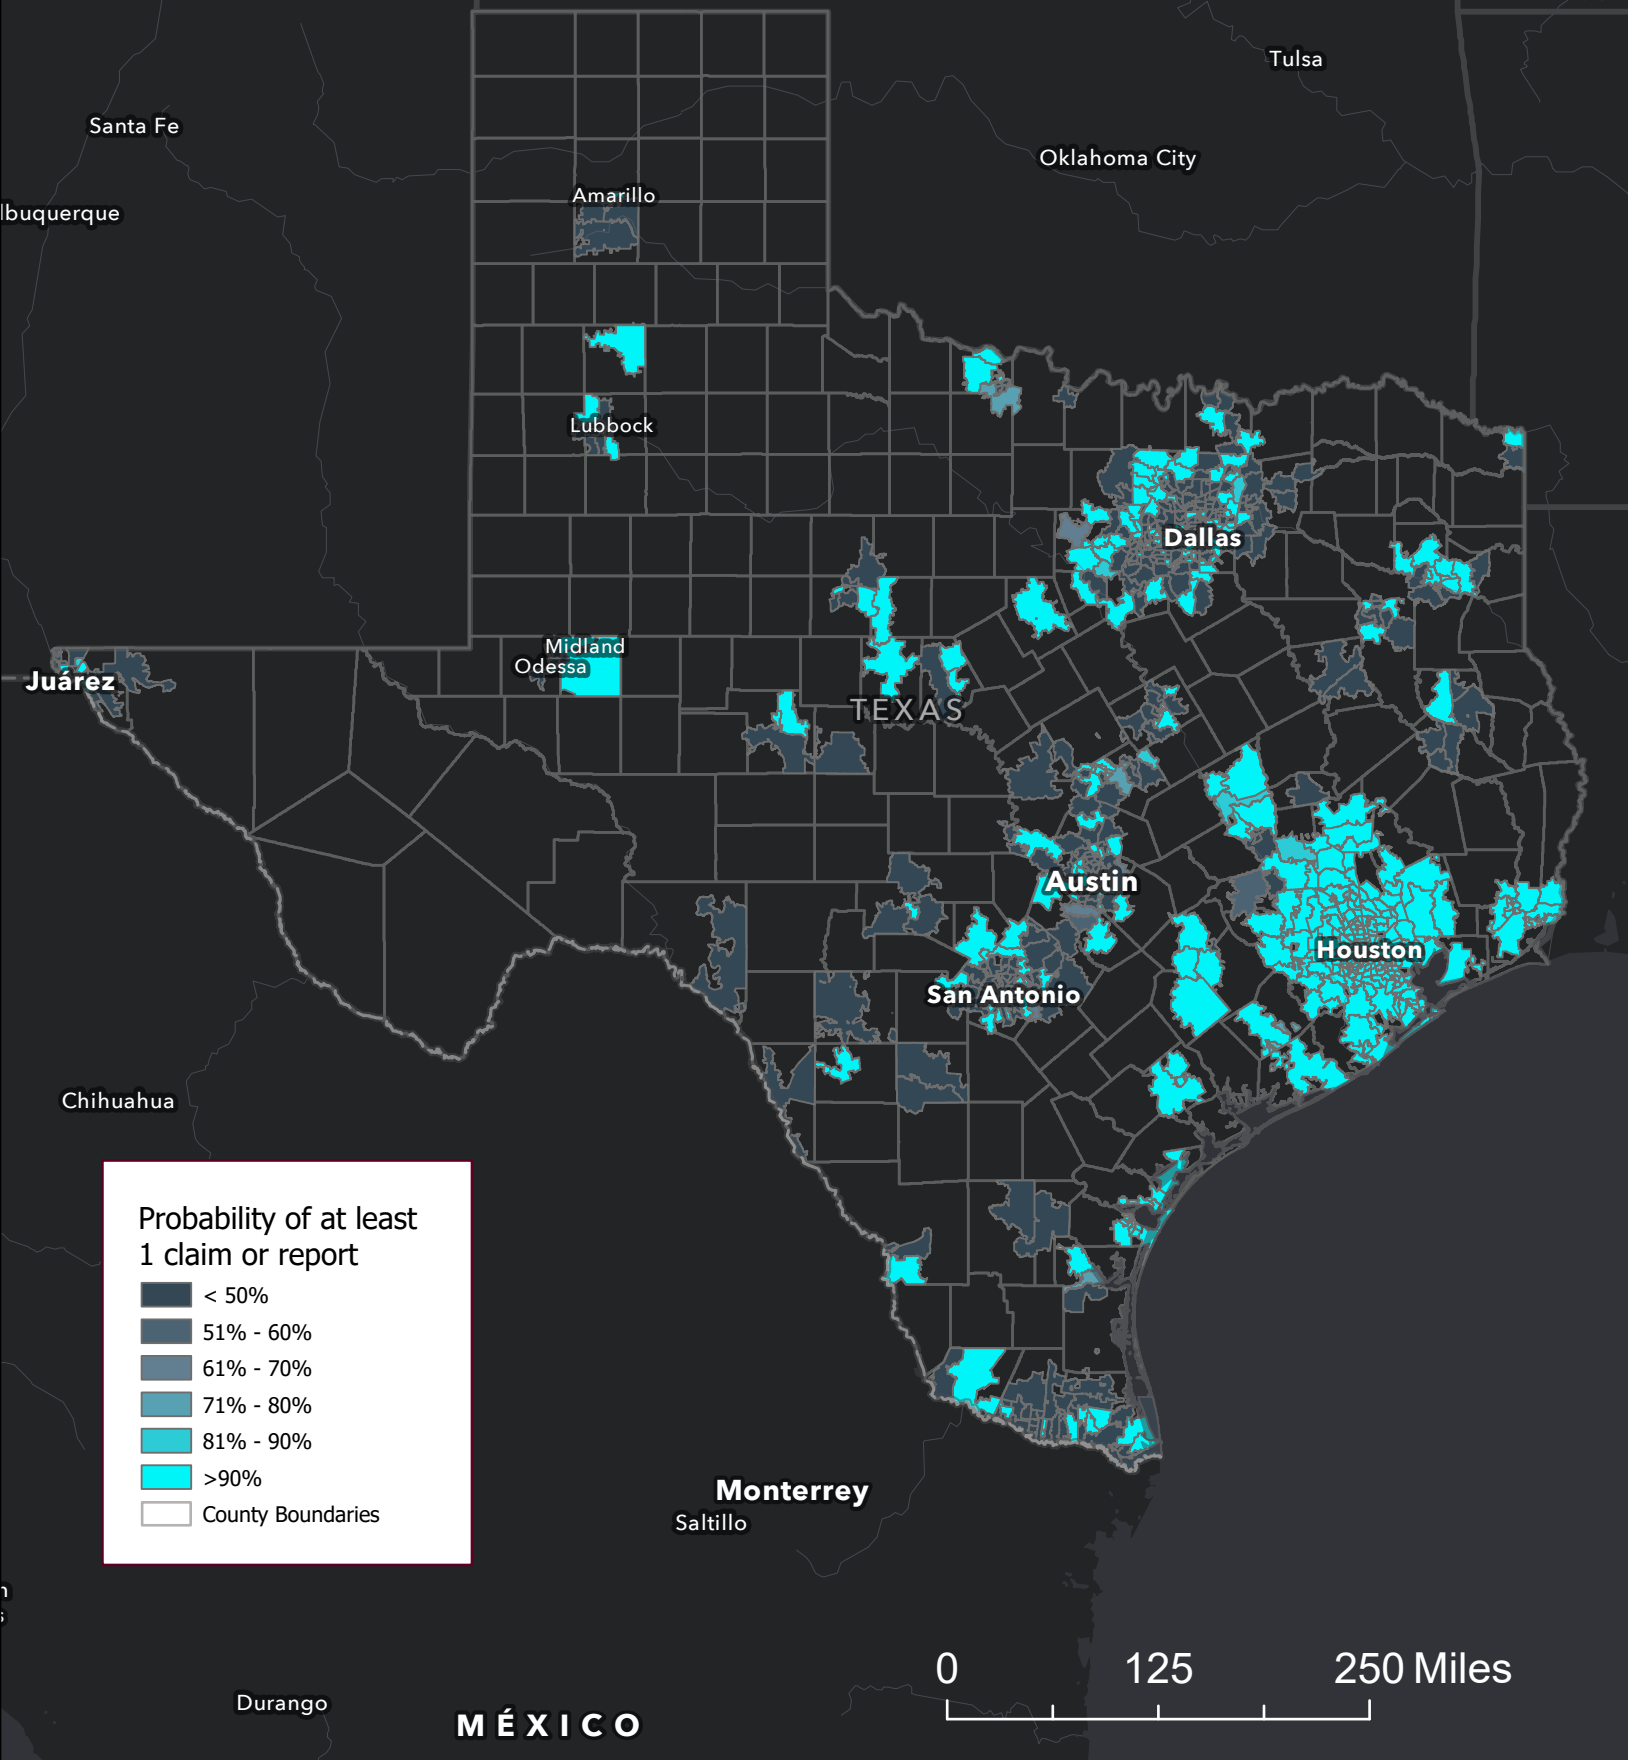 Tulsa
Santa Fe
Oklahoma City
Amarillo
lbuquerque
Lubbock
Dallas
Midland
Odessa
Juárez
TEXAS
Austin
Houston
San Antonio
Chihuahua
Probability of at least
1 claim or report
< 50%
51% - 60%
61% - 70%
71% - 80%
81% - 90%
>90%
County Boundaries
Monterrey
Saltillo
n
s
0 125 250 Miles
Durango
MÉXICO